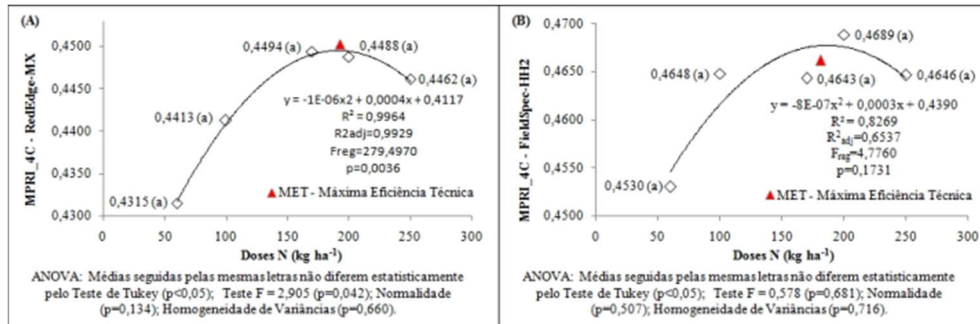 (A)
MPRI_4C - RedEdge-MX
0,4500
0,4450
0,4400
0,4350
0,4300
0,4494 (a)
0,4488 (a)
0,4462 (a)
0,4413 (a)
0,4315 (a)
y = -1E-06x2 + 0,0004x + 0,4117
R² = 0,9964
R2adj=0,9929
Freg=279,4970
p=0,0036
MET - Máxima Eficiência Técnica
0 50 100 150 200 250 300
Doses N (kg ha⁻¹)
ANOVA: Médias seguidas pelas mesmas letras não diferem estatisticamente
pelo Teste de Tukey (p<0,05); Teste F = 2,905 (p=0,042); Normalidade
(p=0,134); Homogeneidade de Variâncias (p=0,660).
(B)
MPRI_4C - FieldSpec-HH2
0,4700
0,4650
0,4600
0,4550
0,4500
0,4689 (a)
0,4648 (a)
0,4643 (a)
0,4646 (a)
0,4530 (a)
y = -8E-07x² + 0,0003x + 0,4390
R² = 0,8269
R²adj=0,6537
Freg=4,7760
p=0,1731
MET - Máxima Eficiência Técnica
0 50 100 150 200 250 300
Doses N (kg ha⁻¹)
ANOVA: Médias seguidas pelas mesmas letras não diferem estatisticamente
pelo Teste de Tukey (p<0,05); Teste F = 0,578 (p=0,681); Normalidade
(p=0,507); Homogeneidade de Variâncias (p=0,716).